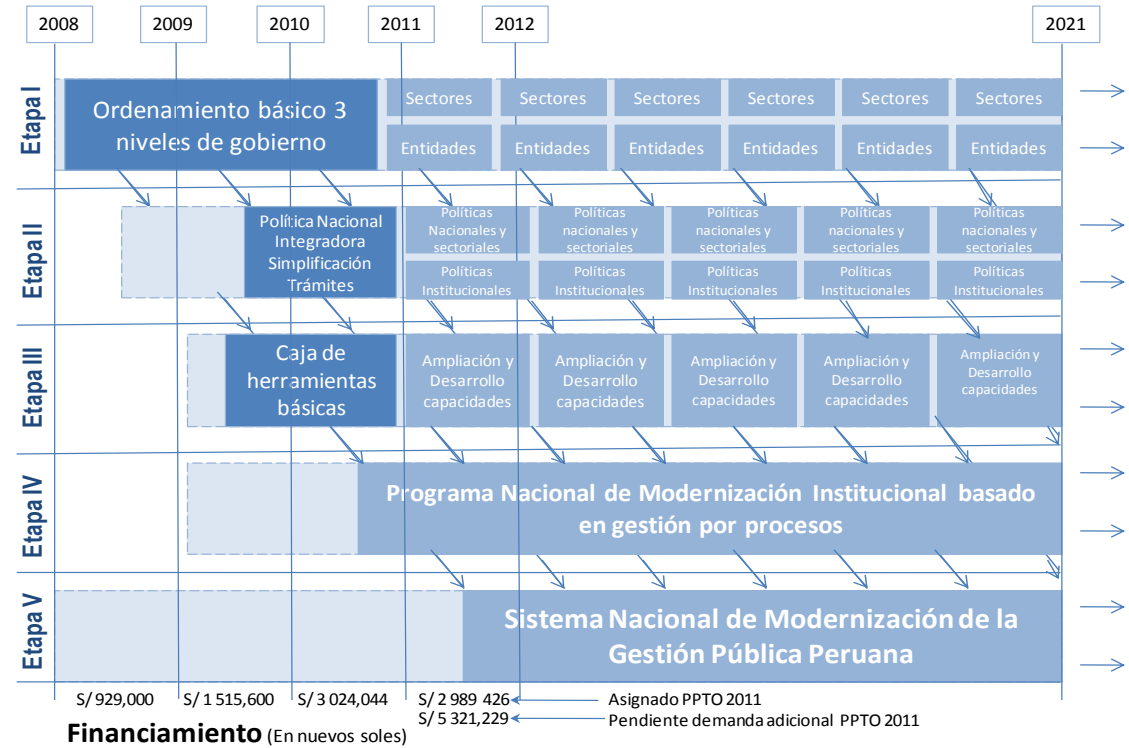 2008 2009 2010 2011 2012 2021
Etapa I
Ordenamiento básico 3
niveles de gobierno
Sectores Sectores Sectores Sectores Sectores Sectores
Entidades Entidades Entidades Entidades Entidades Entidades
Etapa II
Política Nacional
Integradora
Simplificación
Trámites
Políticas
Nacionales y
sectoriales
Políticas
nacionales y
sectoriales
Políticas
nacionales y
sectoriales
Políticas
nacionales y
sectoriales
Políticas
nacionales y
sectoriales
Políticas
Institucionales
Políticas
Institucionales
Políticas
Institucionales
Políticas
Institucionales
Políticas
Institucionales
Etapa III
Caja de
herramientas
básicas
Ampliación y
Desarrollo
capacidades
Ampliación y
Desarrollo
capacidades
Ampliación y
Desarrollo
capacidades
Ampliación y
Desarrollo
capacidades
Ampliación y
Desarrollo
capacidades
Etapa IV
Programa Nacional de Modernización Institucional basado
en gestión por procesos
Etapa V
Sistema Nacional de Modernización de la
Gestión Pública Peruana
S/ 929,000 S/ 1 515,600 S/ 3 024,044 S/ 2 989 426 Asignado PPTO 2011
S/ 5 321,229 Pendiente demanda adicional PPTO 2011
Financiamiento (En nuevos soles)